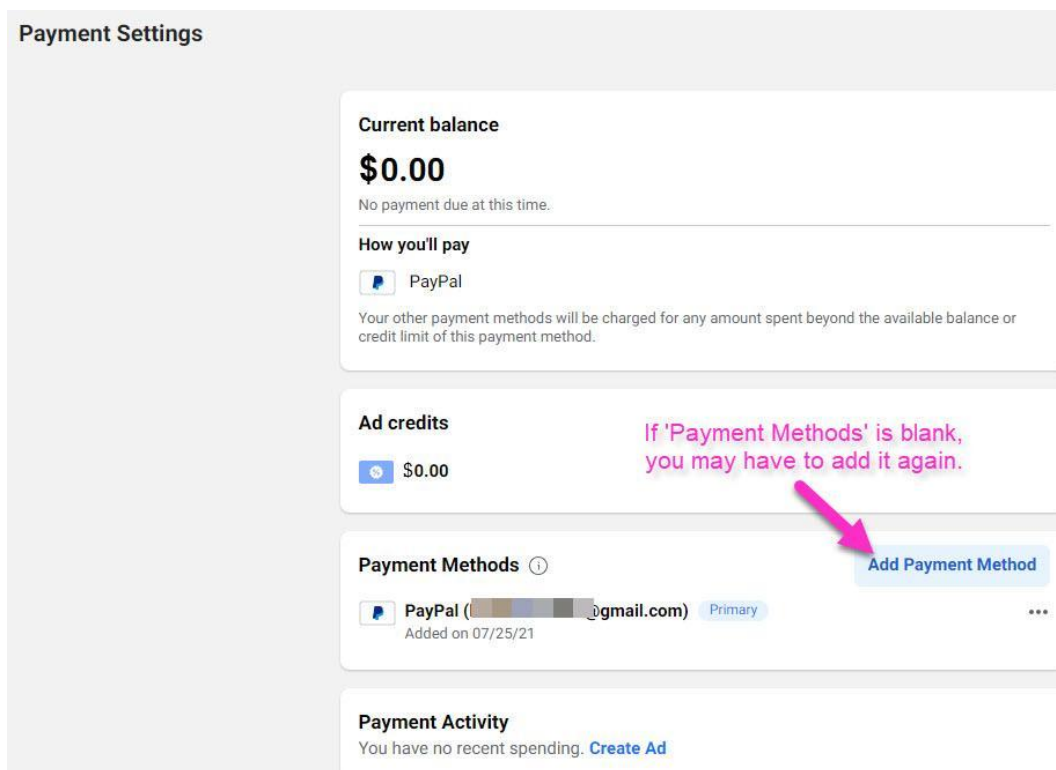 Payment Settings
Current balance
$0.00
No payment due at this time.
How you'll pay
PayPal
Your other payment methods will be charged for any amount spent beyond the available balance or
credit limit of this payment method.
Ad credits
$0.00
If 'Payment Methods' is blank,
you may have to add it again.
Payment Methods
Add Payment Method
PayPal ( @gmail.com) Primary
Added on 07/25/21
Payment Activity
You have no recent spending. Create Ad